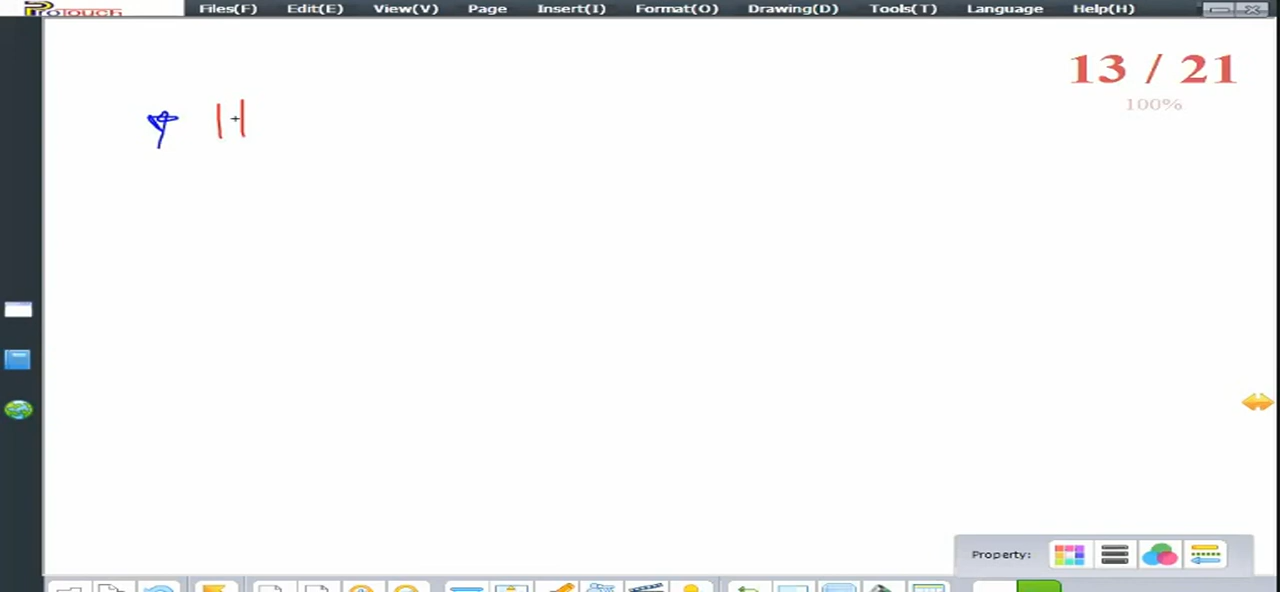 Files(F) Edit(E) View(V) Page Insert(I) Format(O) Drawing(D) Tools(T) Language Help(H)
13 / 21
100%
Property: